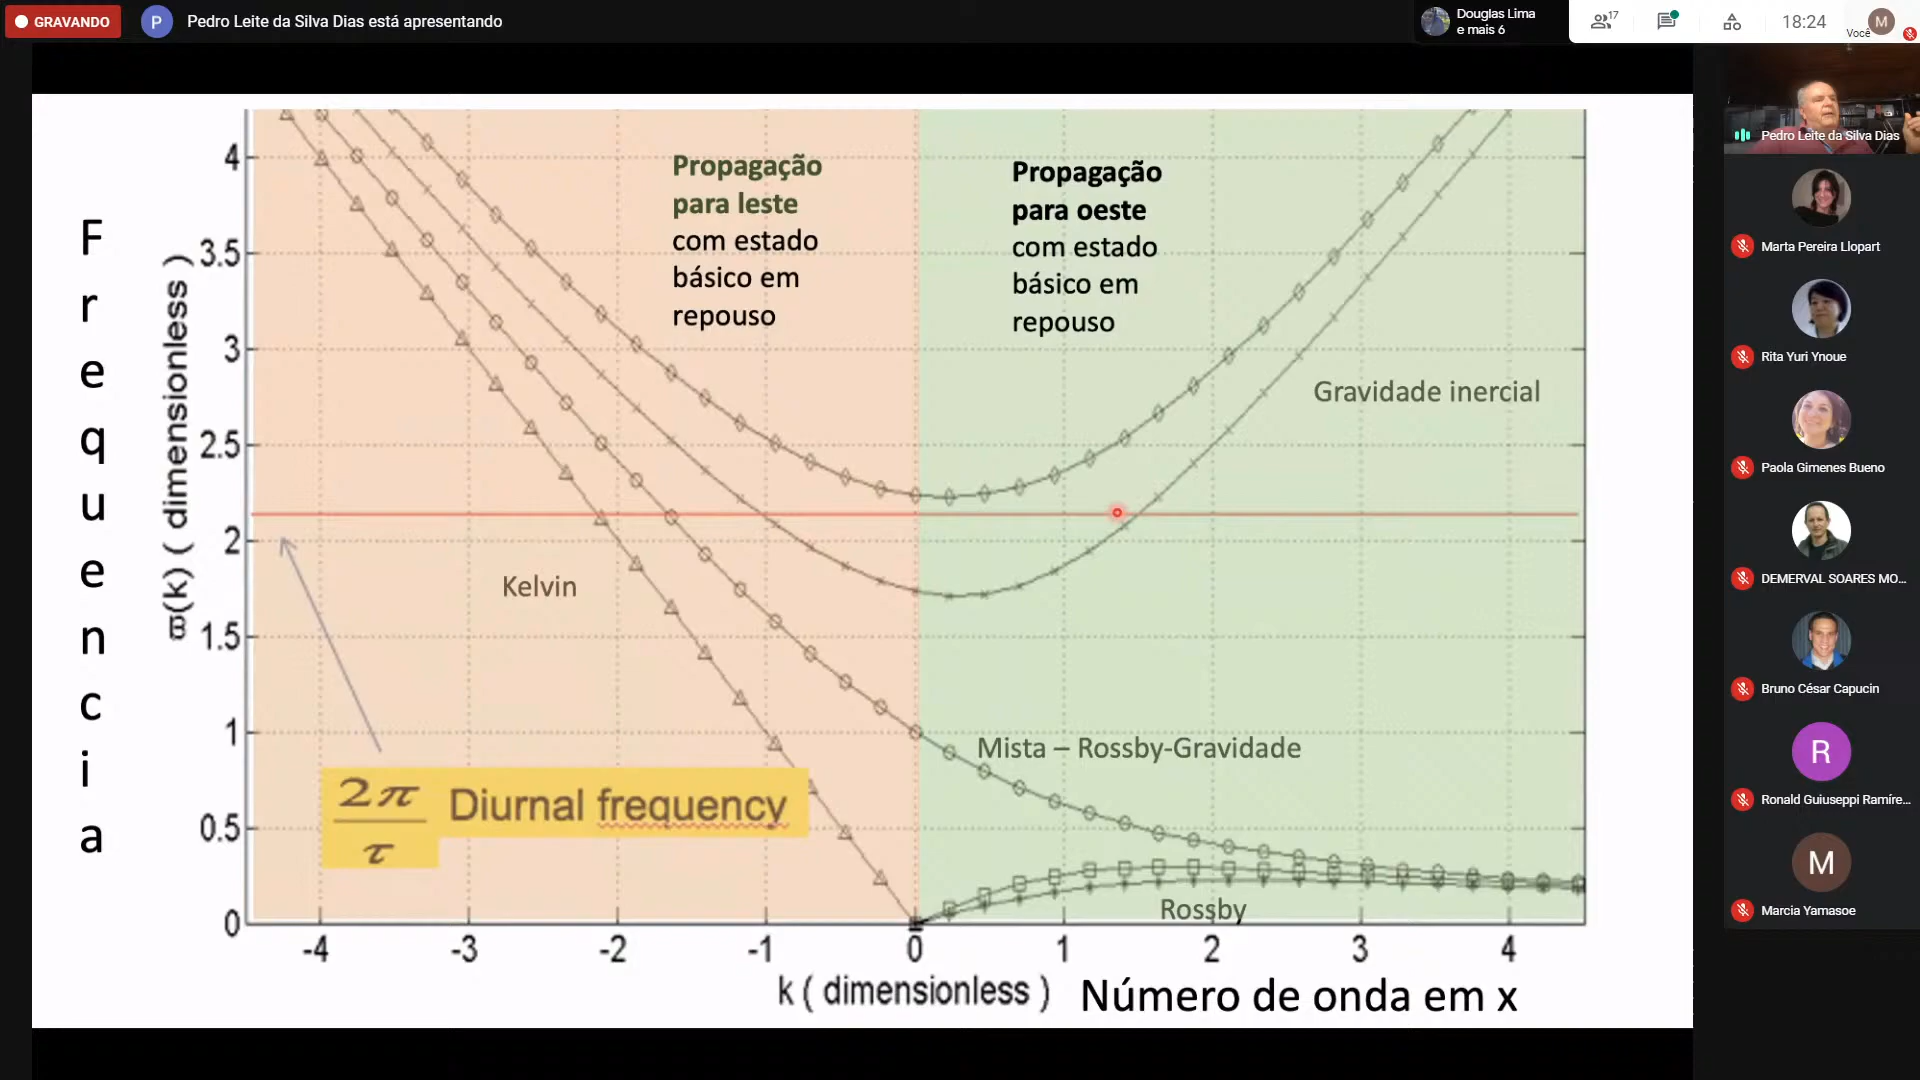 GRAVANDO
P
Pedro Leite da Silva Dias está apresentando
Douglas Lima
e mais 6
17
18:24
Você
M
Propagação
para leste
com estado
básico em
repouso
Propagação
para oeste
com estado
básico em
repouso
Frequencia
ϖ(k) ( dimensionless )
4
3.5
3
2.5
2
1.5
1
0.5
0
Gravidade inercial
Kelvin
Mista – Rossby-Gravidade
2π
τ
Diurnal frequency
Rossby
-4 -3 -2 -1 0 1 2 3 4
k ( dimensionless )
Número de onda em x
Pedro Leite da Silva Dias
Marta Pereira Llopart
Rita Yuri Ynoue
Paola Gimenes Bueno
DEMERVAL SOARES MO...
Bruno César Capucin
R
Ronald Guiuseppi Ramíre...
M
Marcia Yamasoe